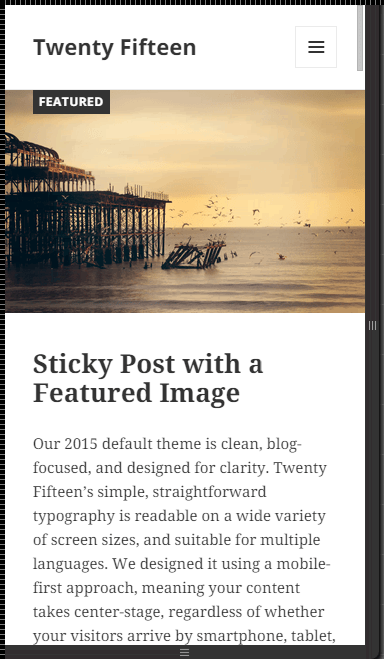 Twenty Fifteen
FEATURED
Sticky Post with a
Featured Image
Our 2015 default theme is clean, blog-
focused, and designed for clarity. Twenty
Fifteen’s simple, straightforward
typography is readable on a wide variety
of screen sizes, and suitable for multiple
languages. We designed it using a mobile-
first approach, meaning your content
takes center-stage, regardless of whether
your visitors arrive by smartphone, tablet,